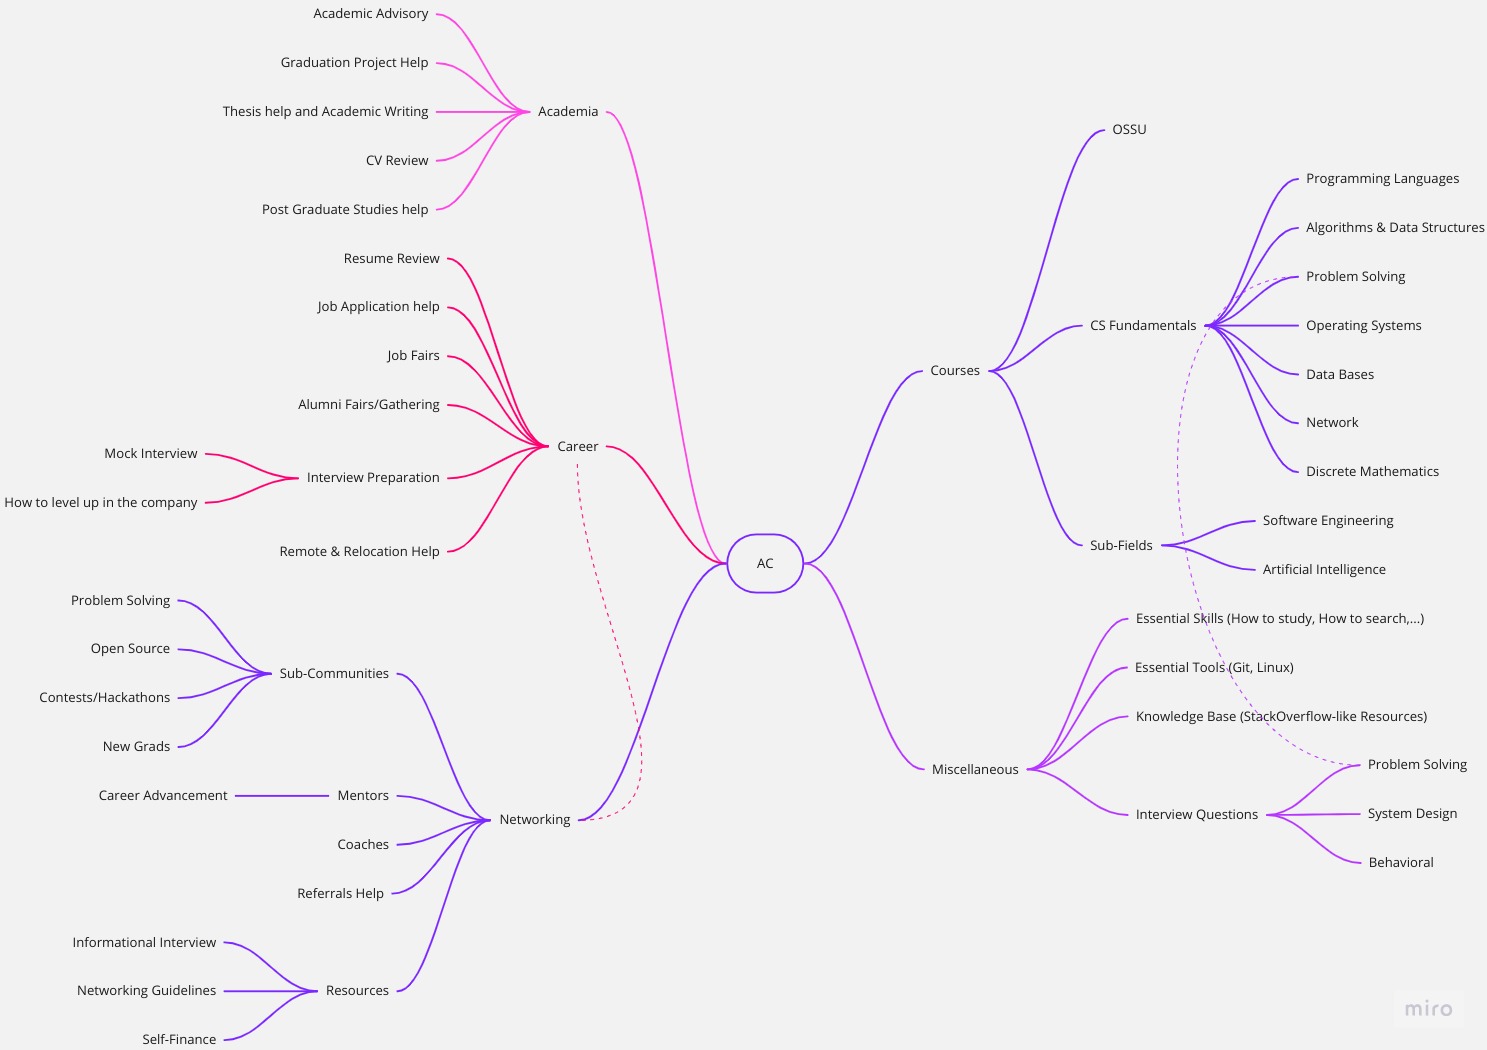 Academic Advisory
Graduation Project Help
Thesis help and Academic Writing
CV Review
Post Graduate Studies help
Academia
Resume Review
Job Application help
Job Fairs
Alumni Fairs/Gathering
Mock Interview
How to level up in the company
Interview Preparation
Remote & Relocation Help
Career
Problem Solving
Open Source
Contests/Hackathons
New Grads
Sub-Communities
Career Advancement
Mentors
Coaches
Referrals Help
Informational Interview
Networking Guidelines
Self-Finance
Resources
Networking
AC
Courses
OSSU
CS Fundamentals
Programming Languages
Algorithms & Data Structures
Problem Solving
Operating Systems
Data Bases
Network
Discrete Mathematics
Sub-Fields
Software Engineering
Artificial Intelligence
Miscellaneous
Essential Skills (How to study, How to search,...)
Essential Tools (Git, Linux)
Knowledge Base (StackOverflow-like Resources)
Interview Questions
Problem Solving
System Design
Behavioral
miro